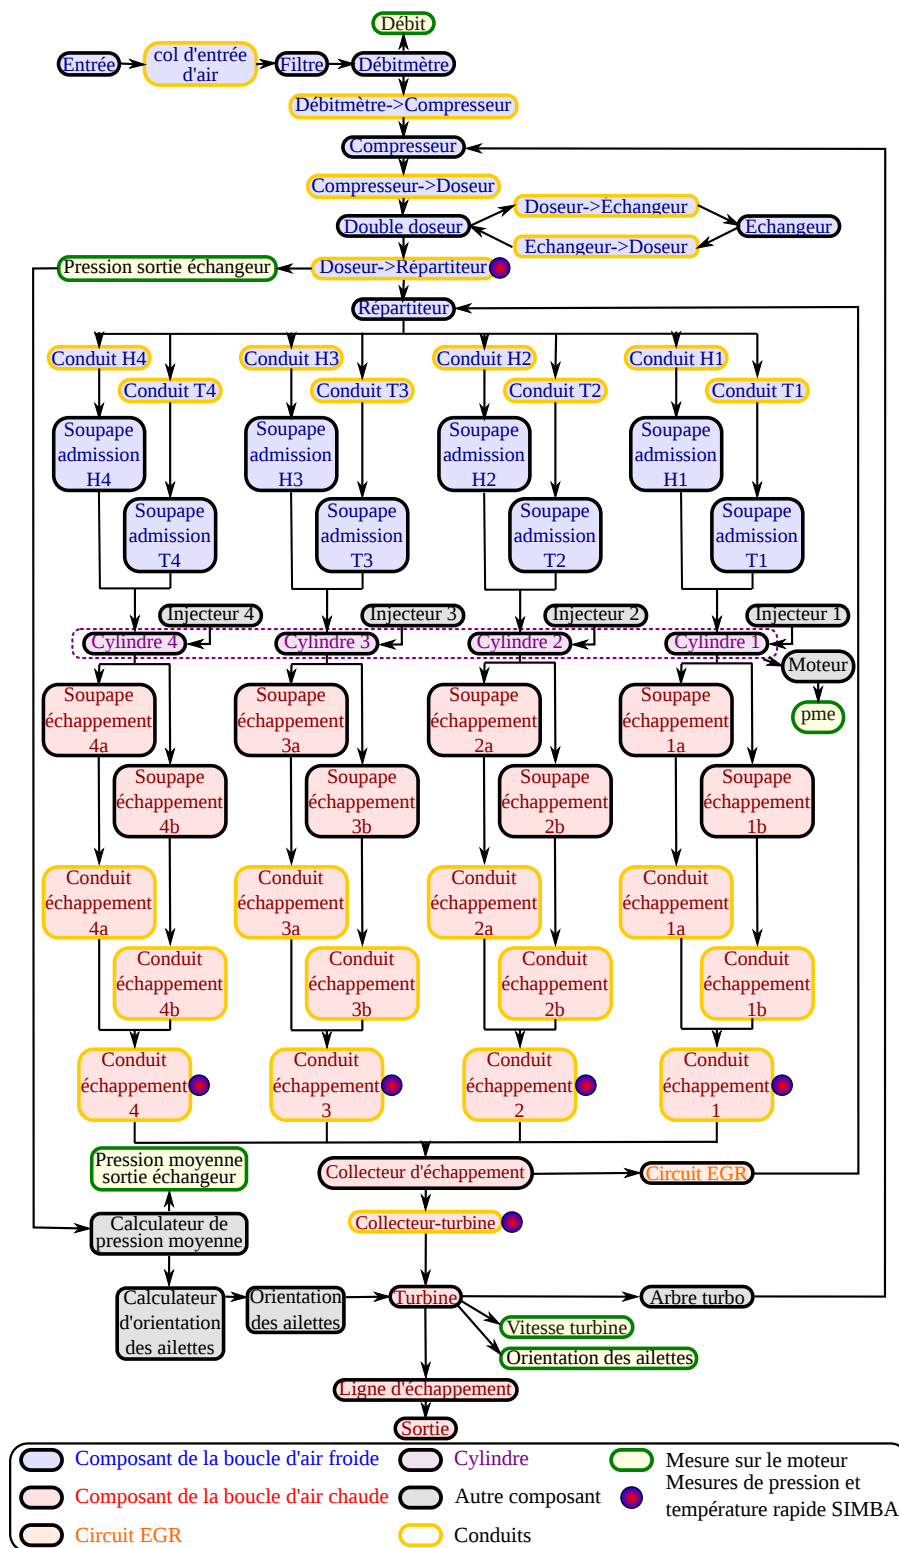 Débit
Entrée
col d'entrée
d'air
Filtre
Débitmètre
Débitmètre->Compresseur
Compresseur
Compresseur->Doseur
Doseur->Échangeur
Double doseur
Échangeur
Echangeur->Doseur
Pression sortie échangeur
Doseur->Répartiteur
Répartiteur
Conduit H4
Conduit H3
Conduit H2
Conduit H1
Conduit T4
Conduit T3
Conduit T2
Conduit T1
Soupape
admission
H4
Soupape
admission
H3
Soupape
admission
H2
Soupape
admission
H1
Soupape
admission
T4
Soupape
admission
T3
Soupape
admission
T2
Soupape
admission
T1
Injecteur 4
Injecteur 3
Injecteur 2
Injecteur 1
Cylindre 4
Cylindre 3
Cylindre 2
Cylindre 1
Moteur
pme
Soupape
échappement
4a
Soupape
échappement
3a
Soupape
échappement
2a
Soupape
échappement
1a
Soupape
échappement
4b
Soupape
échappement
3b
Soupape
échappement
2b
Soupape
échappement
1b
Conduit
échappement
4a
Conduit
échappement
3a
Conduit
échappement
2a
Conduit
échappement
1a
Conduit
échappement
4b
Conduit
échappement
3b
Conduit
échappement
2b
Conduit
échappement
1b
Conduit
échappement
4
Conduit
échappement
3
Conduit
échappement
2
Conduit
échappement
1
Pression moyenne
sortie échangeur
Collecteur d'échappement
Circuit EGR
Calculateur de
pression moyenne
Collecteur-turbine
Calculateur
d'orientation
des ailettes
Orientation
des ailettes
Turbine
Arbre turbo
Vitesse turbine
Orientation des ailettes
Ligne d'échappement
Sortie
Composant de la boucle d'air froide
Cylindre
Mesure sur le moteur
Composant de la boucle d'air chaude
Autre composant
Mesures de pression et
température rapide SIMBA
Circuit EGR
Conduits